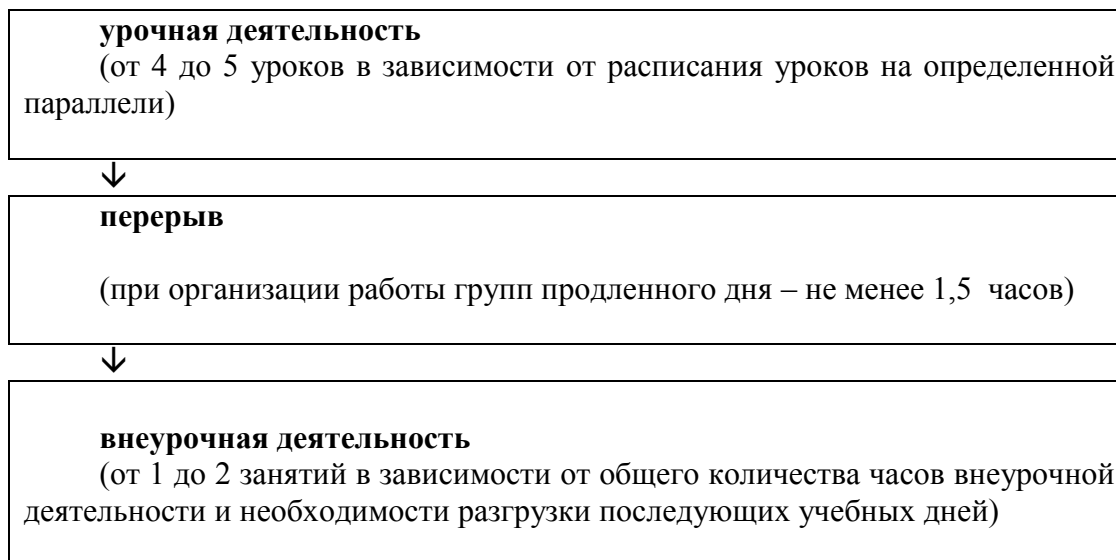 урочная деятельность
(от 4 до 5 уроков в зависимости от расписания уроков на определенной
параллели)
↓
перерыв
(при организации работы групп продленного дня – не менее 1,5 часов)
↓
внеурочная деятельность
(от 1 до 2 занятий в зависимости от общего количества часов внеурочной
деятельности и необходимости разгрузки последующих учебных дней)